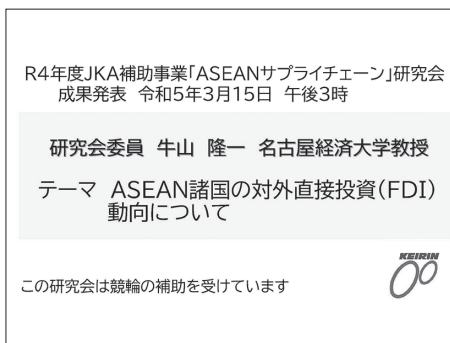 R4年度JKA補助事業「ASEANサプライチェーン」研究会
成果発表 令和5年3月15日 午後3時
研究会委員 牛山 隆一 名古屋経済大学教授
テーマ ASEAN諸国の対外直接投資(FDI)
動向について
KEIRIN
この研究会は競輪の補助を受けています